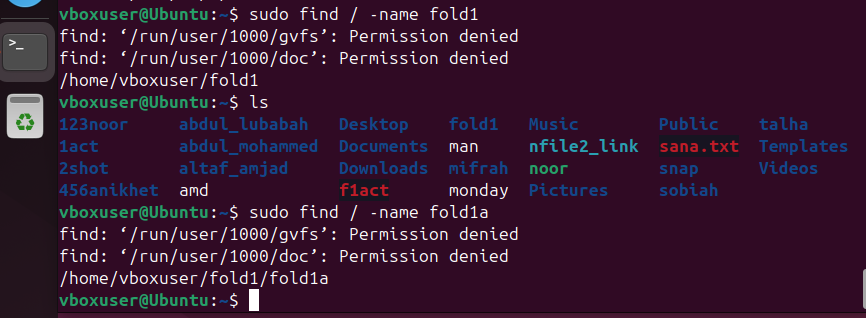 vboxuser@Ubuntu:~$ sudo find / -name fold1
find: ‘/run/user/1000/gvfs’: Permission denied
find: ‘/run/user/1000/doc’: Permission denied
/home/vboxuser/fold1
vboxuser@Ubuntu:~$ ls
123noor abdul_lubabah Desktop fold1 Music Public talha
1act abdul_mohammed Documents man nfile2_link sana.txt Templates
2shot altaf_amjad Downloads mifrah noor snap Videos
456anikhet amd f1act monday Pictures sobiah
vboxuser@Ubuntu:~$ sudo find / -name fold1a
find: ‘/run/user/1000/gvfs’: Permission denied
find: ‘/run/user/1000/doc’: Permission denied
/home/vboxuser/fold1/fold1a
vboxuser@Ubuntu:~$